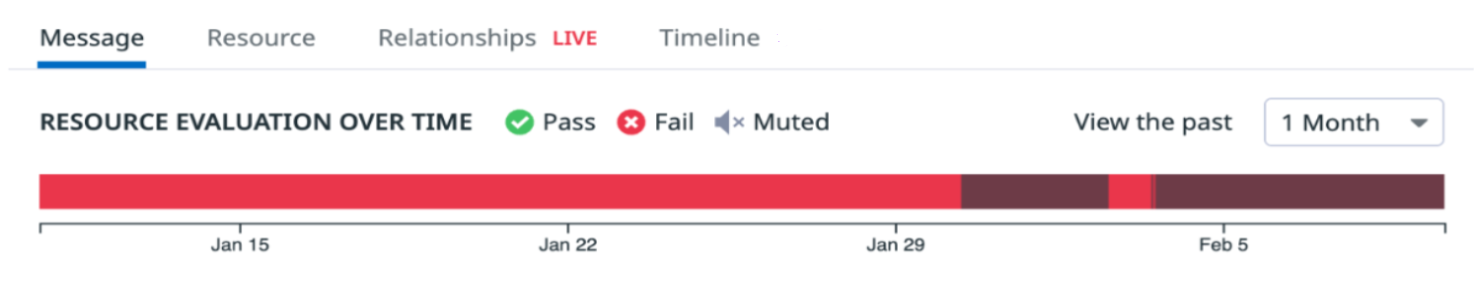 Message Resource Relationships LIVE Timeline
RESOURCE EVALUATION OVER TIME Pass Fail Muted View the past 1 Month
Jan 15 Jan 22 Jan 29 Feb 5